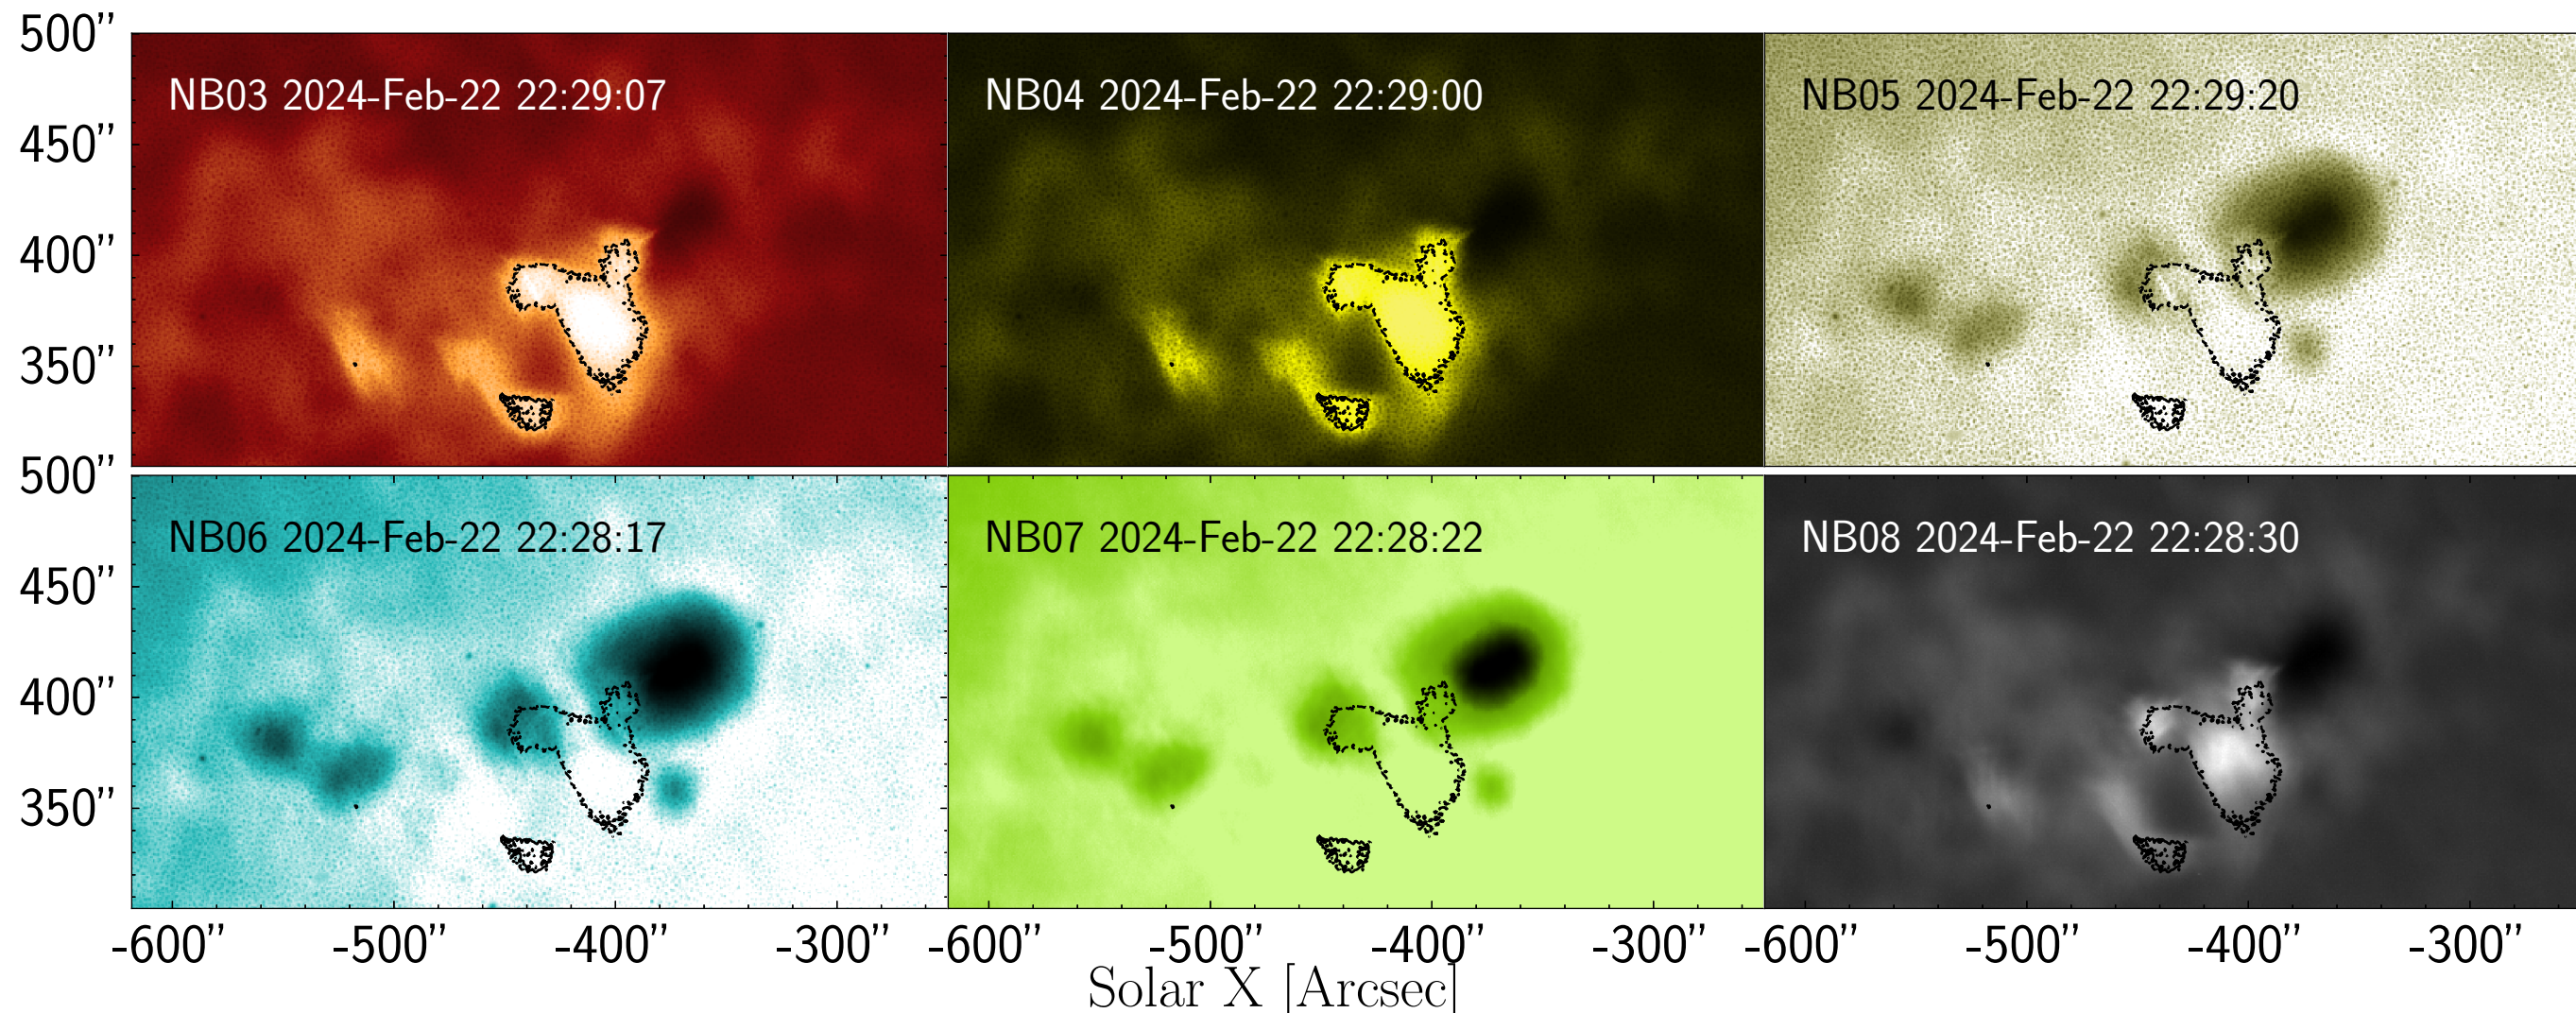 500”
450”
400”
350”
NB03 2024-Feb-22 22:29:07
NB04 2024-Feb-22 22:29:00
NB05 2024-Feb-22 22:29:20
500”
450”
400”
350”
NB06 2024-Feb-22 22:28:17
NB07 2024-Feb-22 22:28:22
NB08 2024-Feb-22 22:28:30
-600” -500” -400” -300” -600” -500” -400” -300” -600” -500” -400” -300”
Solar X [Arcsec]